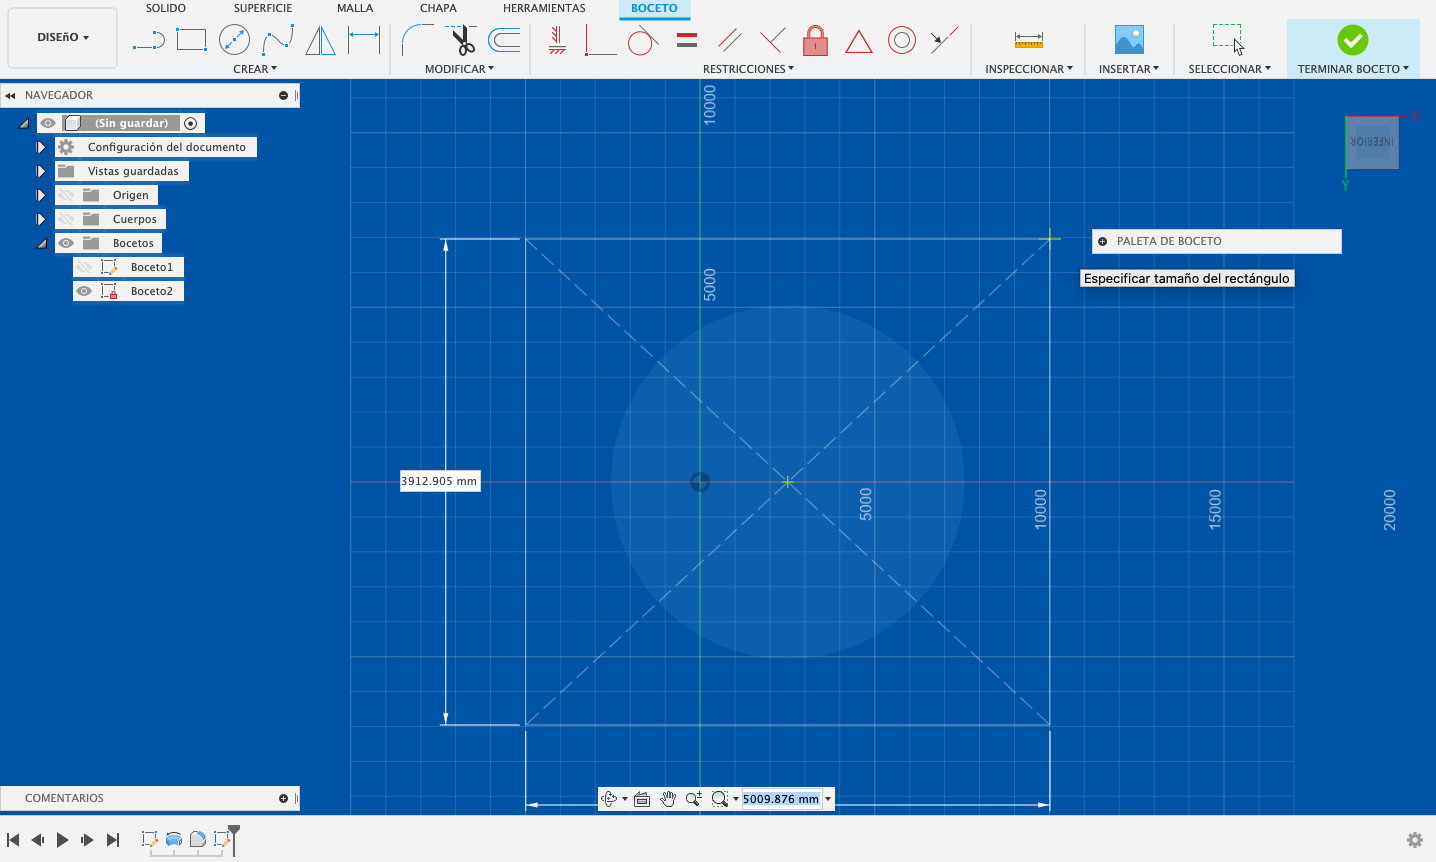 SOLIDO
SUPERFICIE
MALLA
CHAPA
HERRAMIENTAS
BOCETO
DISEñO
CREAR
MODIFICAR
RESTRICCIONES
INSPECCIONAR
INSERTAR
SELECCIONAR
TERMINAR BOCETO
NAVEGADOR
(Sin guardar)
Configuración del documento
Vistas guardadas
Origen
Cuerpos
Bocetos
Boceto1
Boceto2
10000
5000
X
INFERIOR
Y
PALETA DE BOCETO
Especificar tamaño del rectángulo
3912.905 mm
5000
10000
15000
20000
COMENTARIOS
5009.876 mm